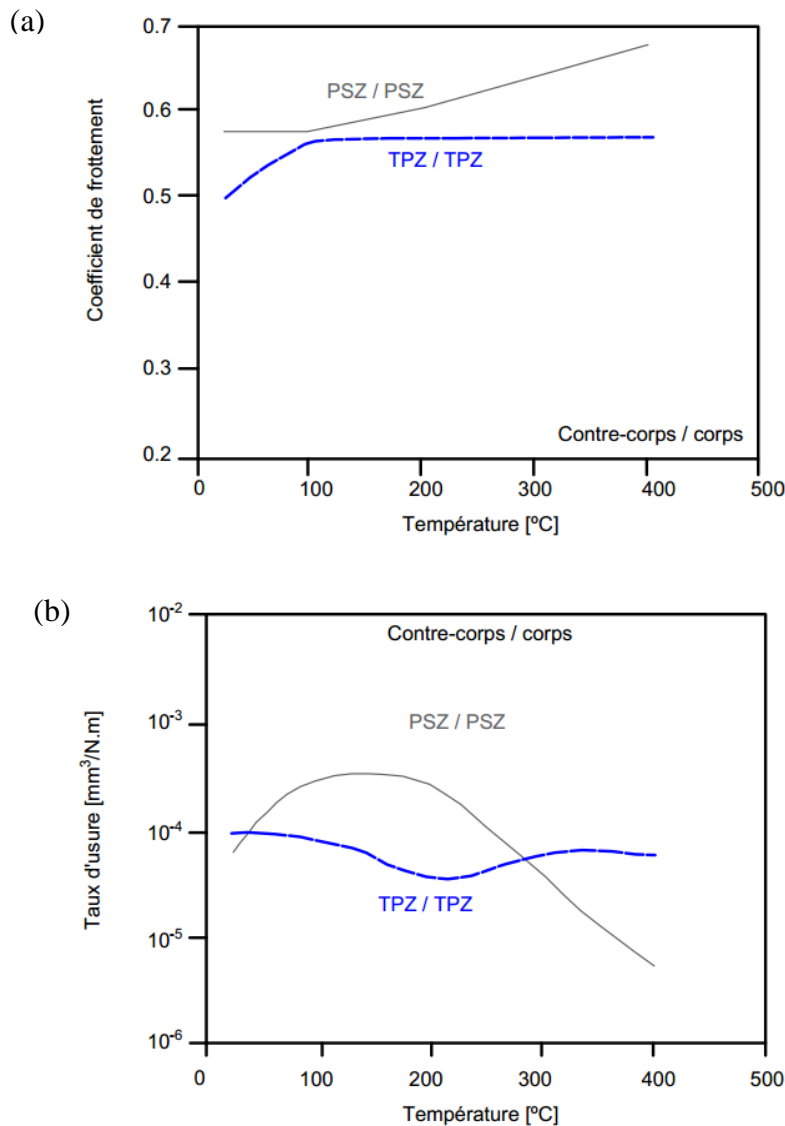 (a)
0.7
0.6
0.5
0.4
0.3
0.2
Coefficient de frottement
PSZ / PSZ
TPZ / TPZ
Contre-corps / corps
0 100 200 300 400 500
Température [ºC]
(b)
10-2
10-3
10-4
10-5
10-6
Taux d'usure [mm3/N.m]
Contre-corps / corps
PSZ / PSZ
TPZ / TPZ
0 100 200 300 400 500
Température [ºC]